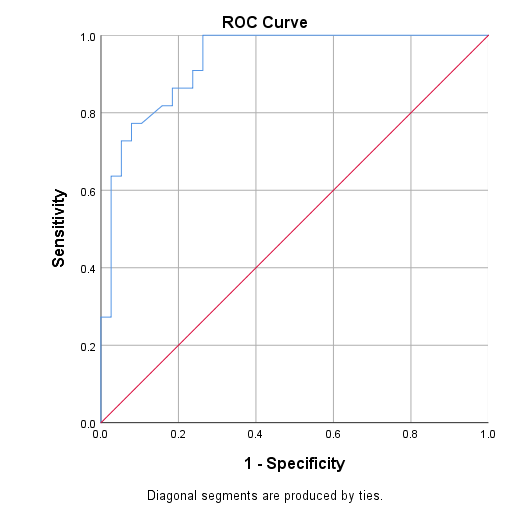 ROC Curve
1.0
0.8
0.6
0.4
0.2
0.0
Sensitivity
0.0 0.2 0.4 0.6 0.8 1.0
1 - Specificity
Diagonal segments are produced by ties.